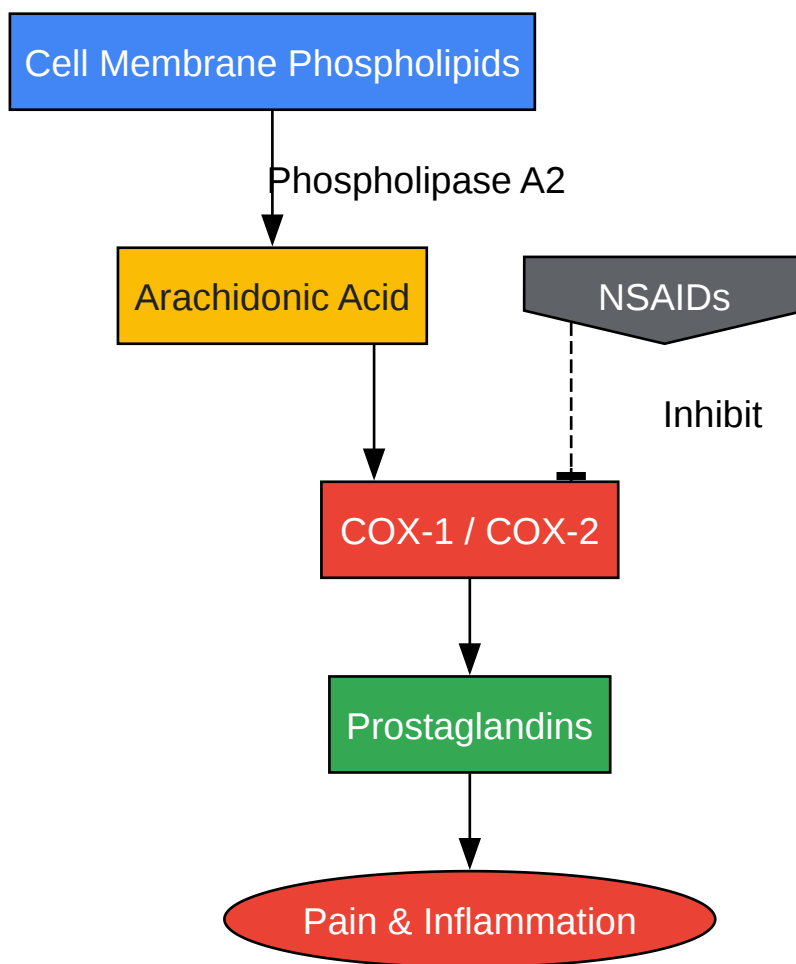 Cell Membrane Phospholipids
Phospholipase A2
Arachidonic Acid
NSAIDs
Inhibit
COX-1 / COX-2
Prostaglandins
Pain & Inflammation